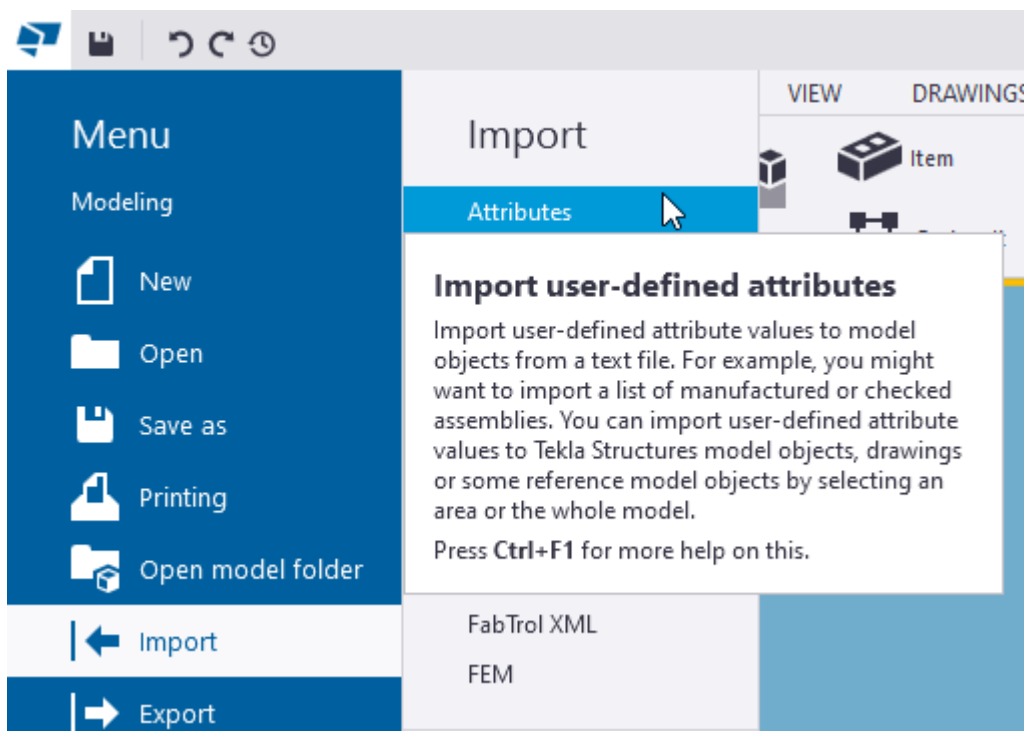 VIEW
DRAWINGS
Menu
Import
Item
Modeling
Attributes
New
Open
Save as
Printing
Open model folder
Import
Export
Import user-defined attributes
Import user-defined attribute values to model
objects from a text file. For example, you might
want to import a list of manufactured or checked
assemblies. You can import user-defined attribute
values to Tekla Structures model objects, drawings
or some reference model objects by selecting an
area or the whole model.
Press Ctrl+F1 for more help on this.
FabTrol XML
FEM